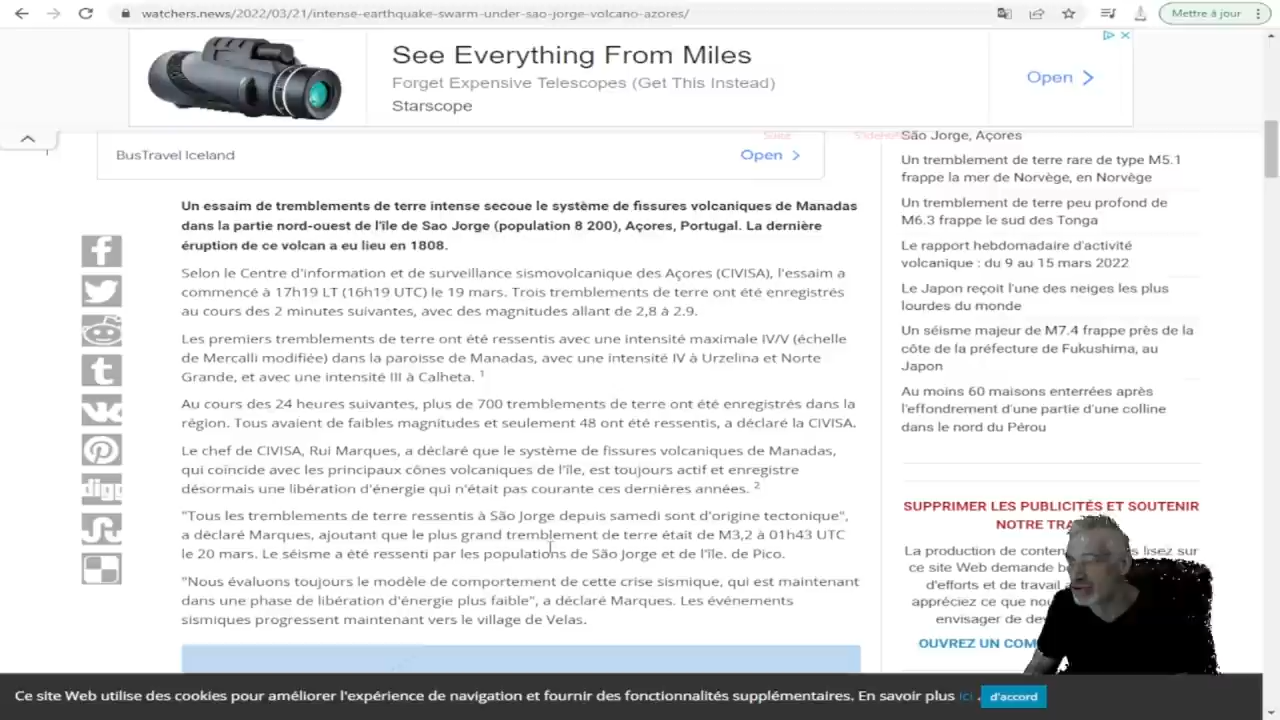 watchers.news/2022/03/21/intense-earthquake-swarm-under-sao-jorge-volcano-azores/
Mettre à jour
See Everything From Miles
Forget Expensive Telescopes (Get This Instead)
Starscope
Open
BusTravel Iceland
Open
Un essaim de tremblements de terre intense secoue le système de fissures volcaniques de Manadas
dans la partie nord-ouest de l'île de Sao Jorge (population 8 200), Açores, Portugal. La dernière
éruption de ce volcan a eu lieu en 1808.
Selon le Centre d'information et de surveillance sismovolcanique des Açores (CIVISA), l'essaim a
commencé à 17h19 LT (16h19 UTC) le 19 mars. Trois tremblements de terre ont été enregistrés
au cours des 2 minutes suivantes, avec des magnitudes allant de 2,8 à 2.9.
Les premiers tremblements de terre ont été ressentis avec une intensité maximale IV/V (échelle
de Mercalli modifiée) dans la paroisse de Manadas, avec une intensité IV à Urzelina et Norte
Grande, et avec une intensité III à Calheta. 1
Au cours des 24 heures suivantes, plus de 700 tremblements de terre ont été enregistrés dans la
région. Tous avaient de faibles magnitudes et seulement 48 ont été ressentis, a déclaré la CIVISA.
Le chef de CIVISA, Rui Marques, a déclaré que le système de fissures volcaniques de Manadas,
qui coïncide avec les principaux cônes volcaniques de l'île, est toujours actif et enregistre
désormais une libération d'énergie qui n'était pas courante ces dernières années. 2
"Tous les tremblements de terre ressentis à São Jorge depuis samedi sont d'origine tectonique",
a déclaré Marques, ajoutant que le plus grand tremblement de terre était de M3,2 à 01h43 UTC
le 20 mars. Le séisme a été ressenti par les populations de São Jorge et de l'île. de Pico.
"Nous évaluons toujours le modèle de comportement de cette crise sismique, qui est maintenant
dans une phase de libération d'énergie plus faible", a déclaré Marques. Les événements
sismiques progressent maintenant vers le village de Velas.
São Jorge, Açores
Un tremblement de terre rare de type M5.1
frappe la mer de Norvège, en Norvège
Un tremblement de terre peu profond de
M6.3 frappe le sud des Tonga
Le rapport hebdomadaire d'activité
volcanique : du 9 au 15 mars 2022
Le Japon reçoit l'une des neiges les plus
lourdes du monde
Un séisme majeur de M7.4 frappe près de la
côte de la préfecture de Fukushima, au
Japon
Au moins 60 maisons enterrées après
l'effondrement d'une partie d'une colline
dans le nord du Pérou
SUPPRIMER LES PUBLICITÉS ET SOUTENIR
NOTRE
La production de lisez sur
ce site Web demande
d'efforts et de travail
appréciez ce que
envisager de
OUVREZ UN
digg
Ce site Web utilise des cookies pour améliorer l'expérience de navigation et fournir des fonctionnalités supplémentaires. En savoir plus ici .
d'accord